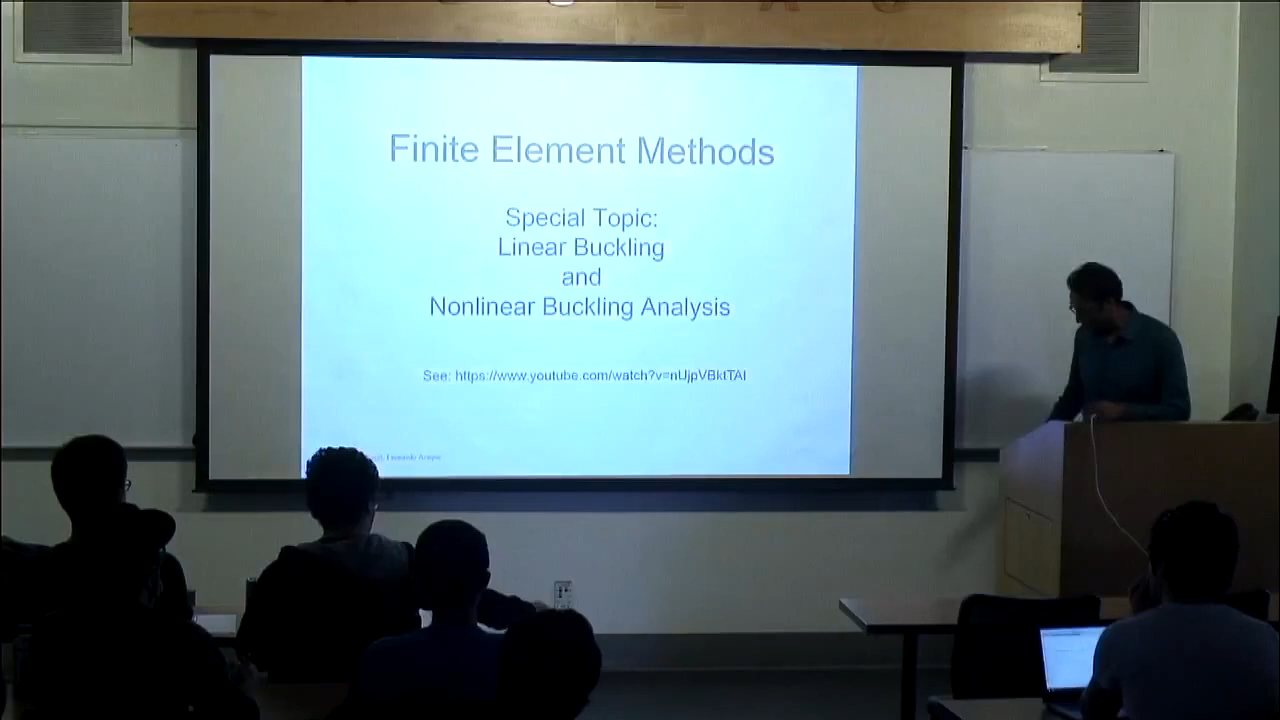 Finite Element Methods
Special Topic:
Linear Buckling
and
Nonlinear Buckling Analysis
See: https://www.youtube.com/watch?v=nUjpVBktTAI